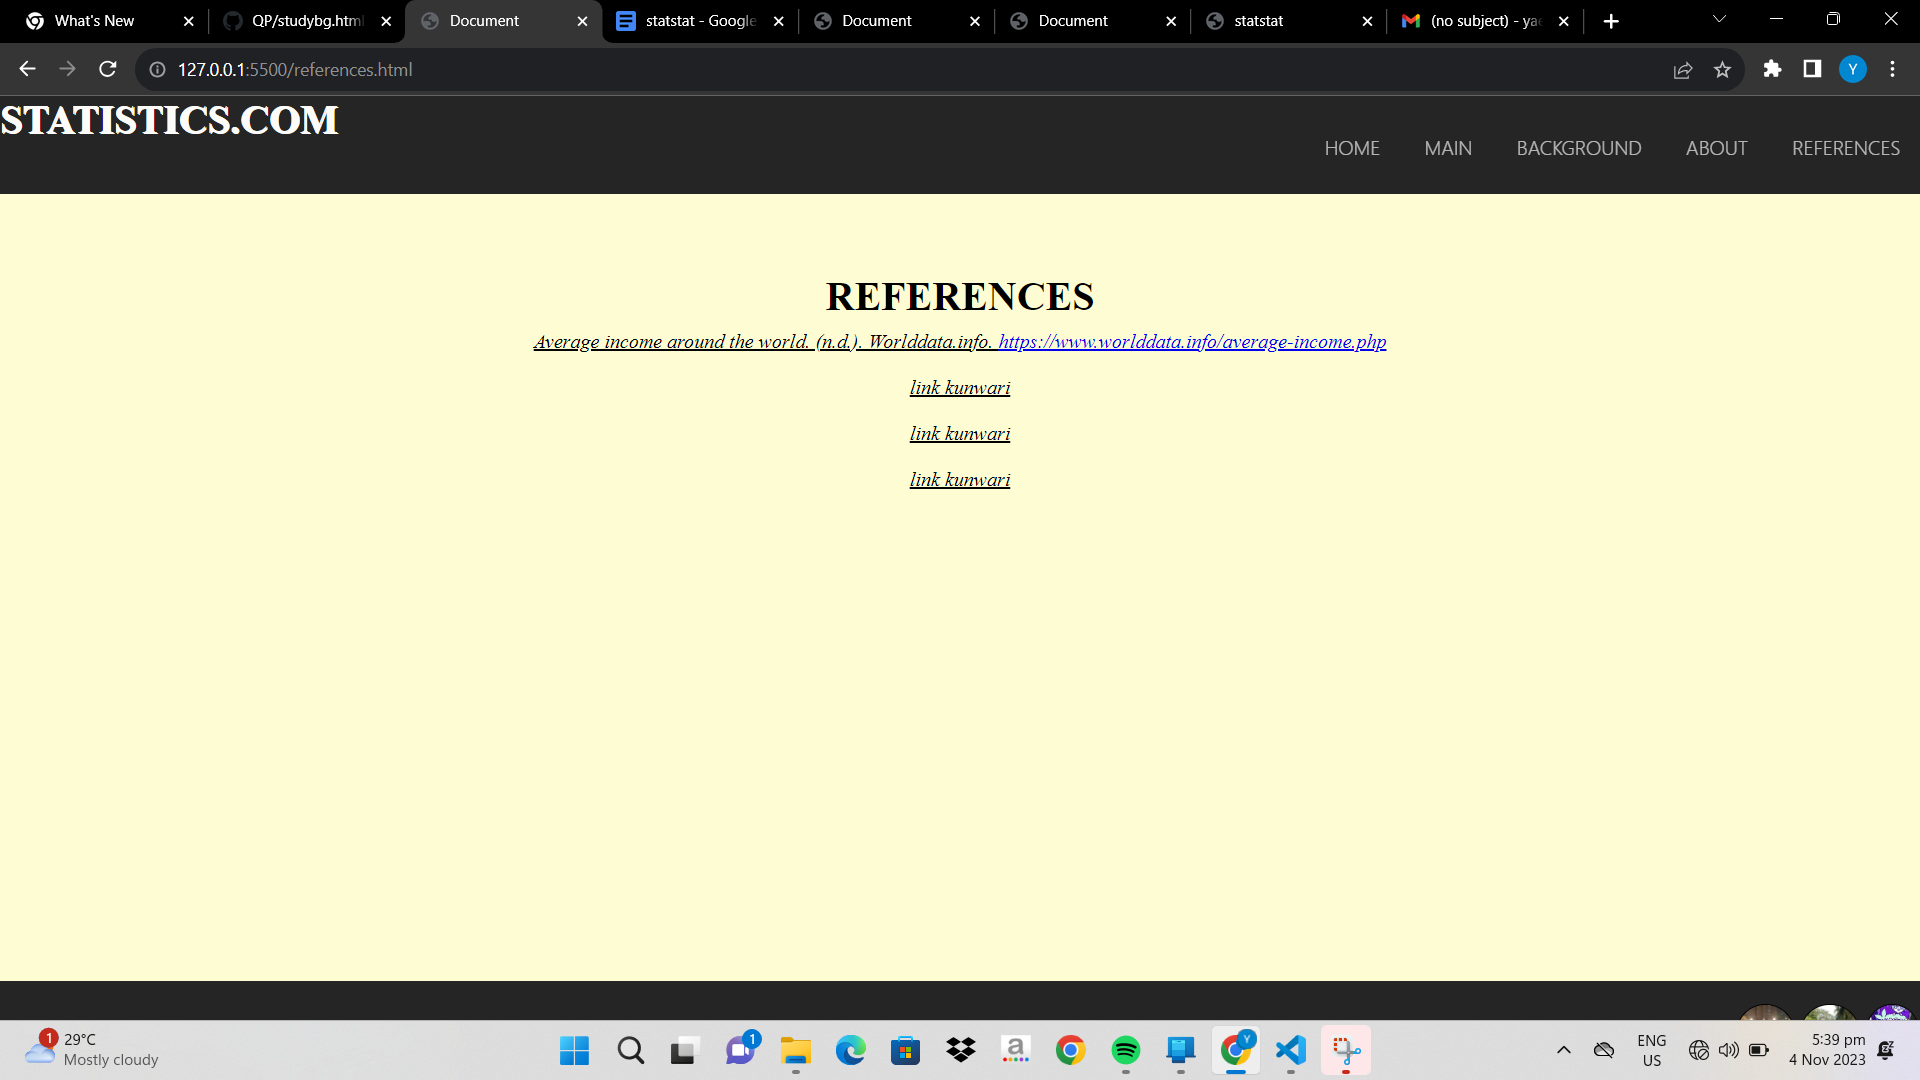 What's New
QP/studybg.html
Document
statstat - Google
Document
Document
statstat
(no subject) - yae
127.0.0.1:5500/references.html
Y
STATISTICS.COM
HOME MAIN BACKGROUND ABOUT REFERENCES
REFERENCES
Average income around the world. (n.d.). Worlddata.info. https://www.worlddata.info/average-income.php
link kunwari
link kunwari
link kunwari
1
29°C
Mostly cloudy
1
a
Y
ENG
US
5:39 pm
4 Nov 2023